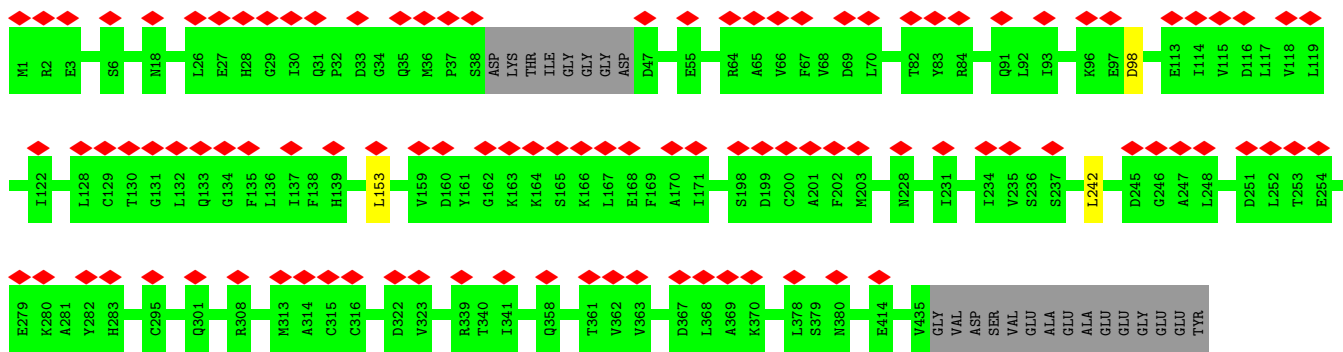 M1 R2 E3 S6 N18 L26 E27 H28 G29 I30 Q31 P32 D33 G34 Q35 M36 P37 S38 ASP LYS THR ILE GLY GLY GLY ASP D47 E55 R64 A65 V66 F67 V68 D69 L70 T82 Y83 R84 Q91 L92 I93 K96 E97 D98 E113 I114 V115 D116 L117 V118 L119
I122 L128 C129 T130 G131 L132 Q133 G134 F135 L136 I137 F138 H139 L153 V159 D160 Y161 G162 K163 K164 S165 K166 L167 E168 F169 A170 I171 S198 D199 C200 A201 F202 M203 N228 I231 I234 V235 S236 S237 L242 D245 G246 A247 L248 D251 L252 T253 E254
E279 K280 A281 Y282 H283 C295 Q301 R308 M313 A314 C315 C316 D322 V323 R339 T340 I341 Q358 T361 V362 V363 D367 L368 A369 K370 L378 S379 N380 E414 V435 GLY VAL ASP SER VAL GLU ALA GLU ALA GLU GLU GLY GLU GLU TYR